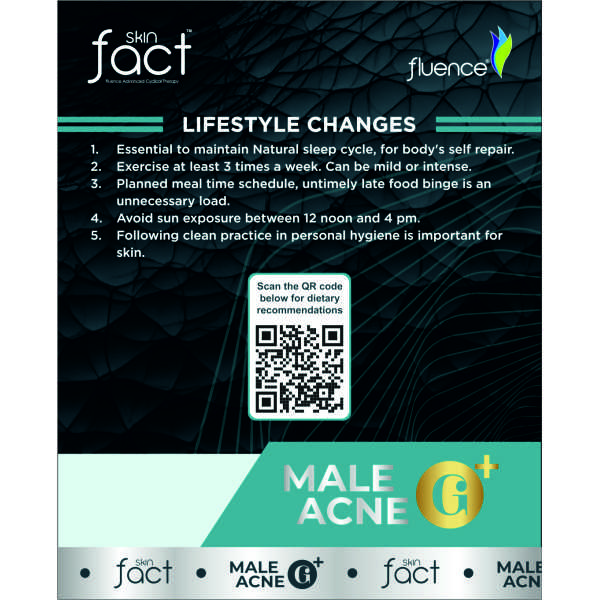 skin
fact™
Fluence Advanced Cyclical Therapy
fluence®
LIFESTYLE CHANGES
1. Essential to maintain Natural sleep cycle, for body's self repair.
2. Exercise at least 3 times a week. Can be mild or intense.
3. Planned meal time schedule, untimely late food binge is an
unnecessary load.
4. Avoid sun exposure between 12 noon and 4 pm.
5. Following clean practice in personal hygiene is important for
skin.
Scan the QR code
below for dietary
recommendations
MALE
ACNE G+
• skin fact • MALE ACNE G+ • skin fact • MALE ACN